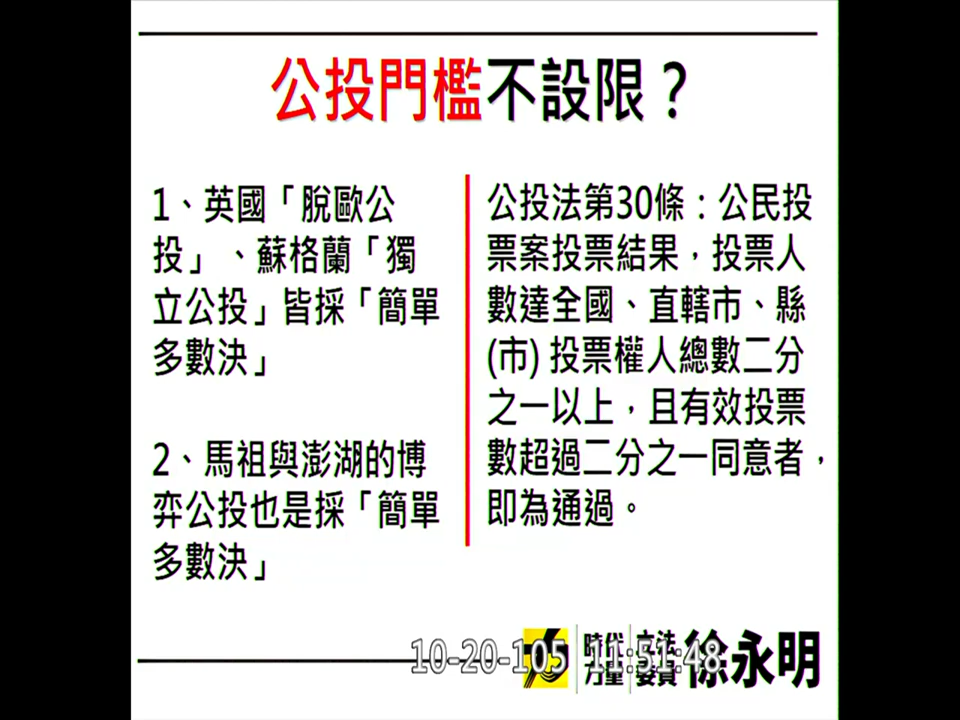 公投門檻不設限？
1、英國「脫歐公
投」、蘇格蘭「獨
立公投」皆採「簡單
多數決」
2、馬祖與澎湖的博
弈公投也是採「簡單
多數決」
公投法第30條：公民投
票案投票結果，投票人
數達全國、直轄市、縣
(市) 投票權人總數二分
之一以上，且有效投票
數超過二分之一同意者，
即為通過。
時代
力量
立法
委員
徐永明
10-20-105 11:51:48